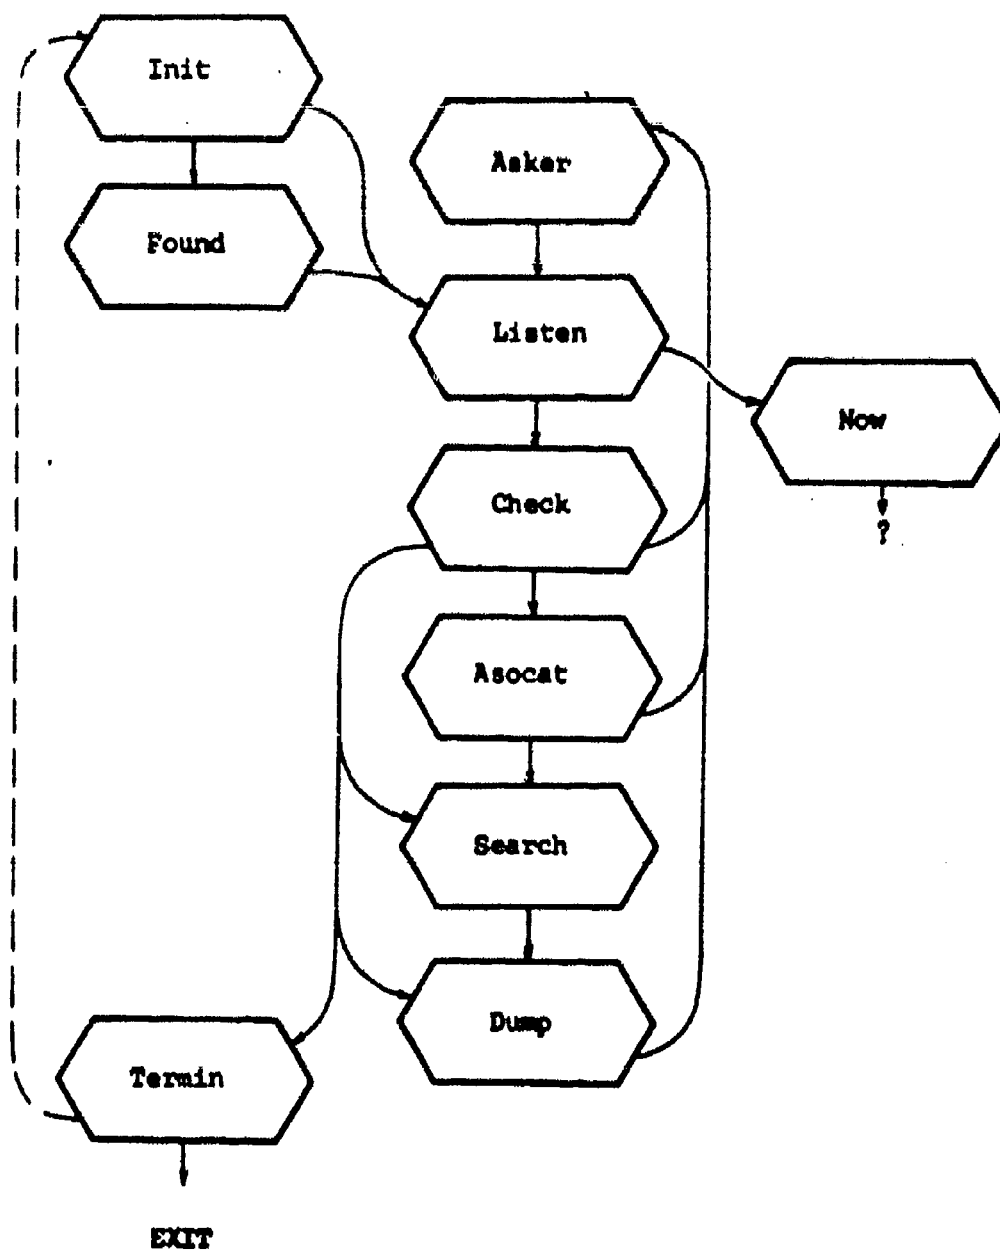 Init
Asker
Found
Listen
Now
?
Check
Asocat
Search
Dump
Termin
EXIT